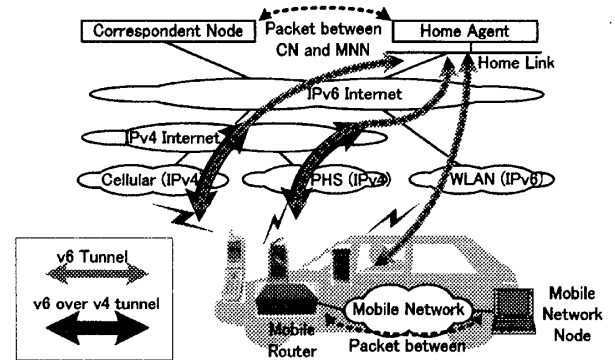 Correspondent Node
Packet between
CN and MNN
Home Agent
Home Link
IPv6 Internet
IPv4 Internet
Cellular (IPv4)
PHS (IPv4)
WLAN (IPv6)
v6 Tunnel
v6 over v4 tunnel
Mobile
Router
Mobile Network
Packet between
Mobile
Network
Node